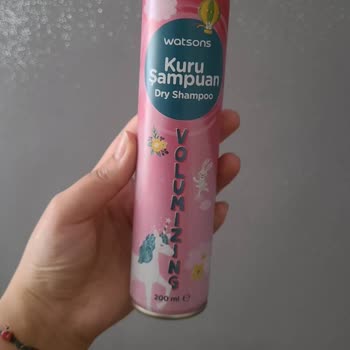 watsons
Kuru
Şampuan
Dry Shampoo
VOLUMIZING
200 ml ℮